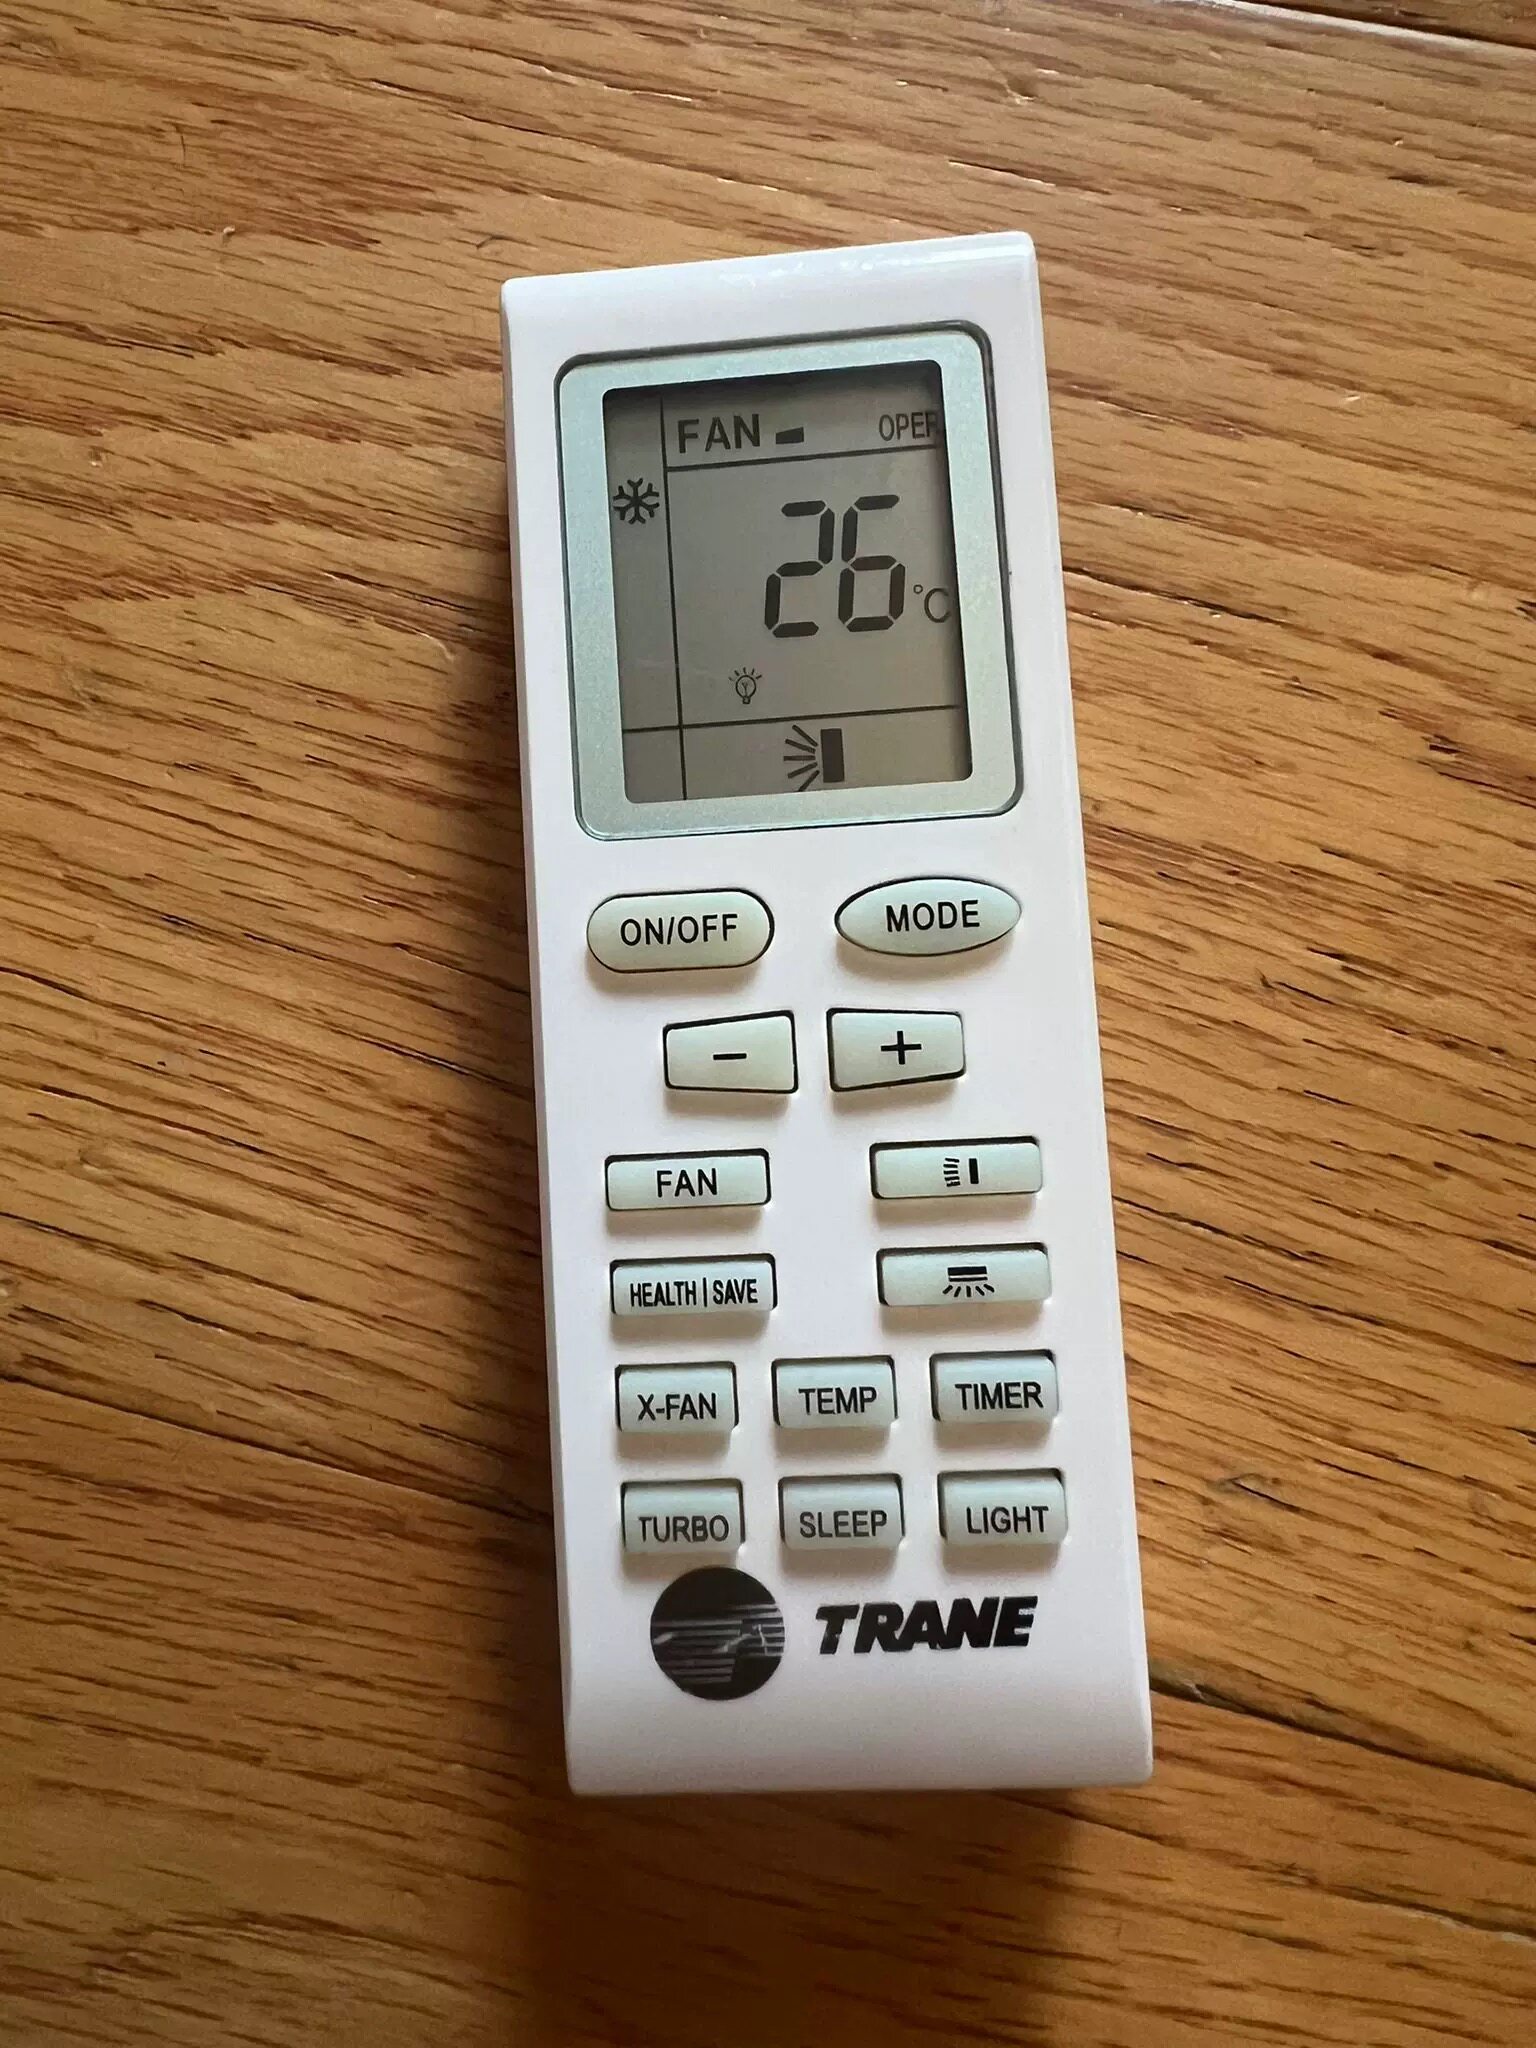 FAN OPER
26 °C
ON/OFF MODE
- +
FAN
HEALTH | SAVE
X-FAN TEMP TIMER
TURBO SLEEP LIGHT
TRANE